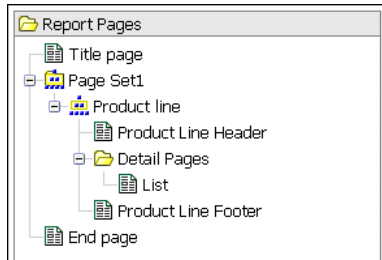 Report Pages
Title page
Page Set1
Product line
Product Line Header
Detail Pages
List
Product Line Footer
End page